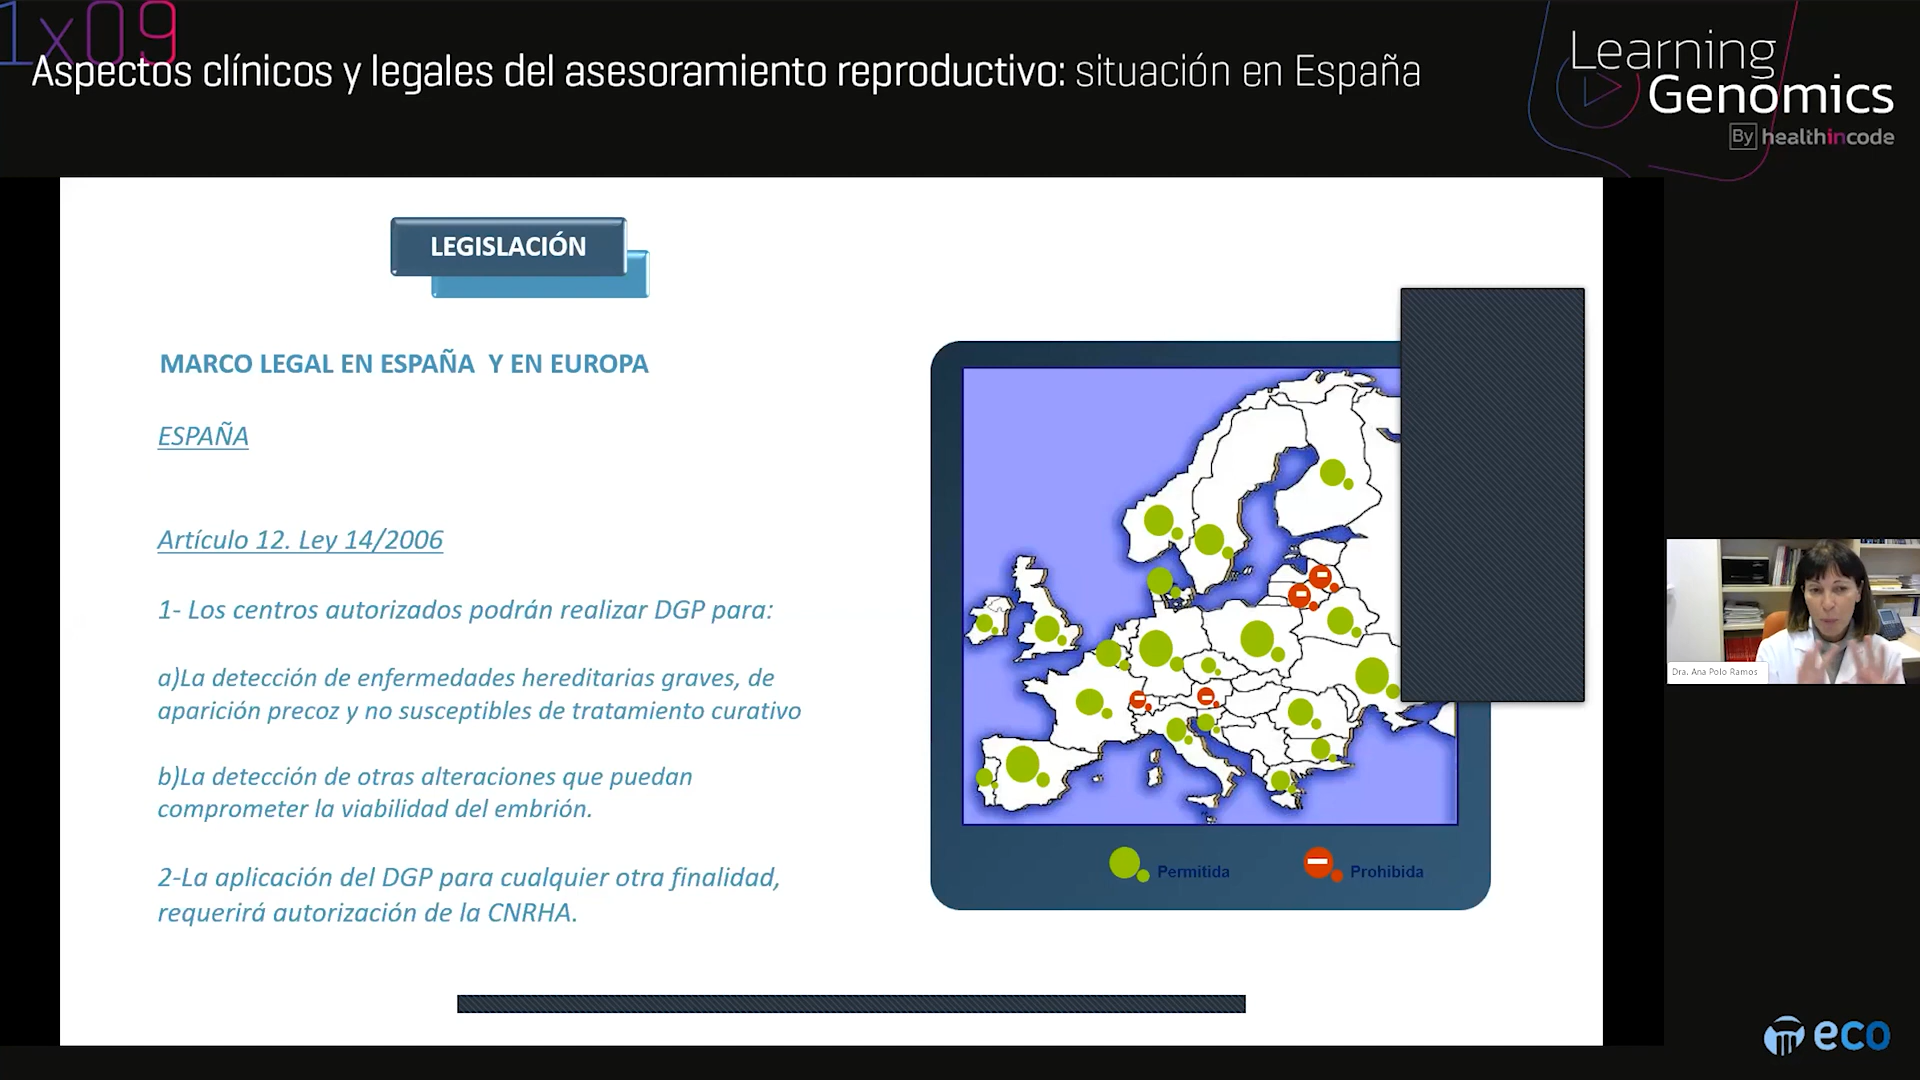 1x09
Aspectos clínicos y legales del asesoramiento reproductivo: situación en España
Learning
Genomics
By healthincode
LEGISLACIÓN
MARCO LEGAL EN ESPAÑA Y EN EUROPA
ESPAÑA
Artículo 12. Ley 14/2006
1- Los centros autorizados podrán realizar DGP para:
a)La detección de enfermedades hereditarias graves, de
aparición precoz y no susceptibles de tratamiento curativo
b)La detección de otras alteraciones que puedan
comprometer la viabilidad del embrión.
2-La aplicación del DGP para cualquier otra finalidad,
requerirá autorización de la CNRHA.
Permitida
Prohibida
Dra. Ana Polo Ramos
eco